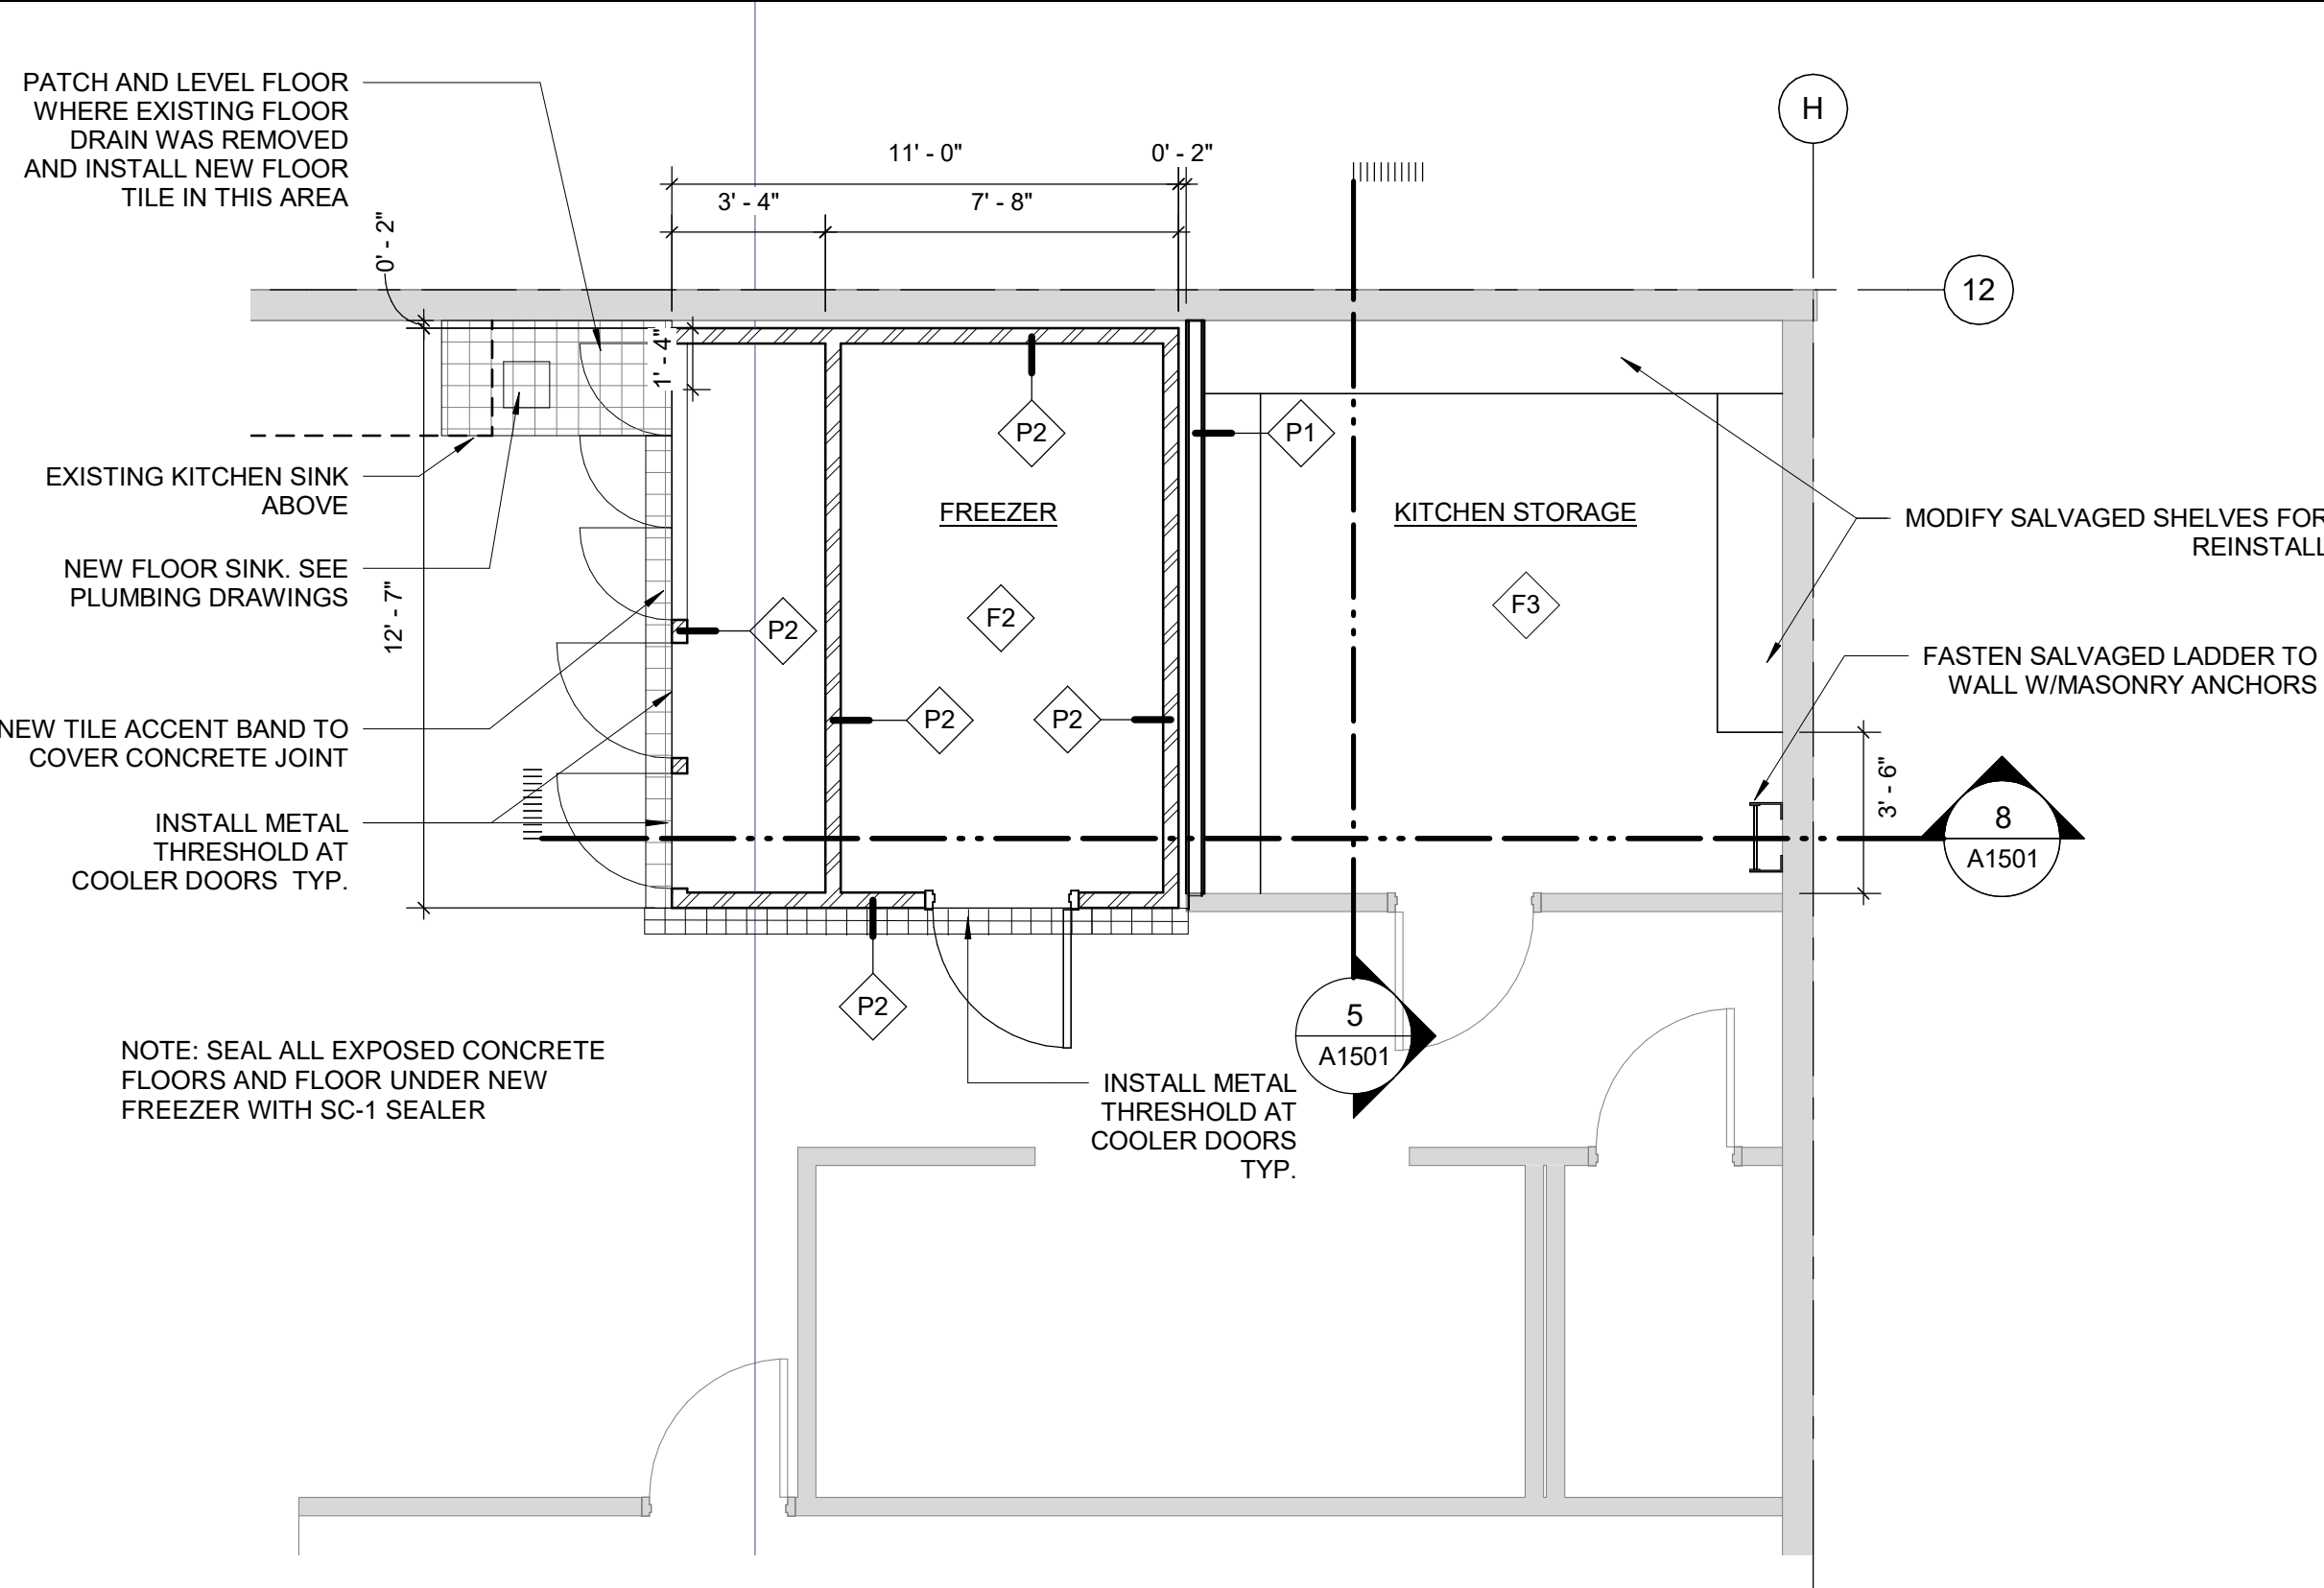 PATCH AND LEVEL FLOOR
WHERE EXISTING FLOOR
DRAIN WAS REMOVED
AND INSTALL NEW FLOOR
TILE IN THIS AREA
H
11' - 0"
0' - 2"
3' - 4"
7' - 8"
0' - 2"
12
1' - 4"
P2
P1
EXISTING KITCHEN SINK
ABOVE
FREEZER
KITCHEN STORAGE
MODIFY SALVAGED SHELVES FOR
REINSTALL
NEW FLOOR SINK. SEE
PLUMBING DRAWINGS
12' - 7"
F2
F3
P2
FASTEN SALVAGED LADDER TO
WALL W/MASONRY ANCHORS
P2
P2
NEW TILE ACCENT BAND TO
COVER CONCRETE JOINT
3' - 6"
INSTALL METAL
THRESHOLD AT
COOLER DOORS TYP.
8
A1501
P2
5
A1501
NOTE: SEAL ALL EXPOSED CONCRETE
FLOORS AND FLOOR UNDER NEW
FREEZER WITH SC-1 SEALER
INSTALL METAL
THRESHOLD AT
COOLER DOORS
TYP.